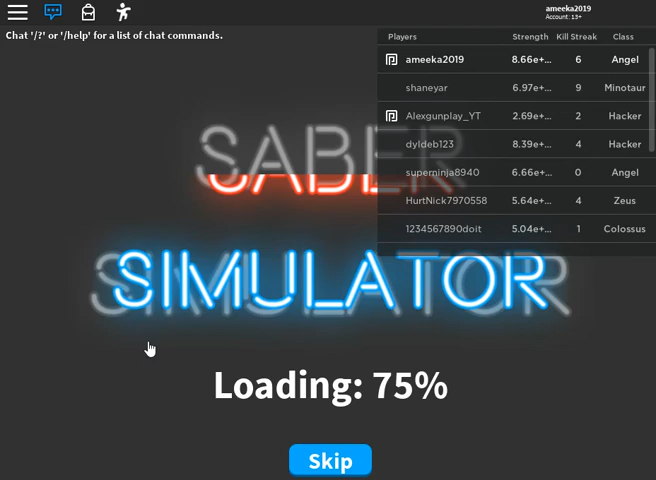 ameeka2019
Account: 13+
Chat '/?' or '/help' for a list of chat commands.
Players Strength Kill Streak Class
ameeka2019 8.66e+... 6 Angel
shaneyar 6.97e+... 9 Minotaur
Alexgunplay_YT 2.69e+... 2 Hacker
dyldeb123 8.39e+... 4 Hacker
superninja8940 6.66e+... 0 Angel
HurtNick7970558 5.64e+... 4 Zeus
1234567890doit 5.04e+... 1 Colossus
SABER
SIMULATOR
Loading: 75%
Skip